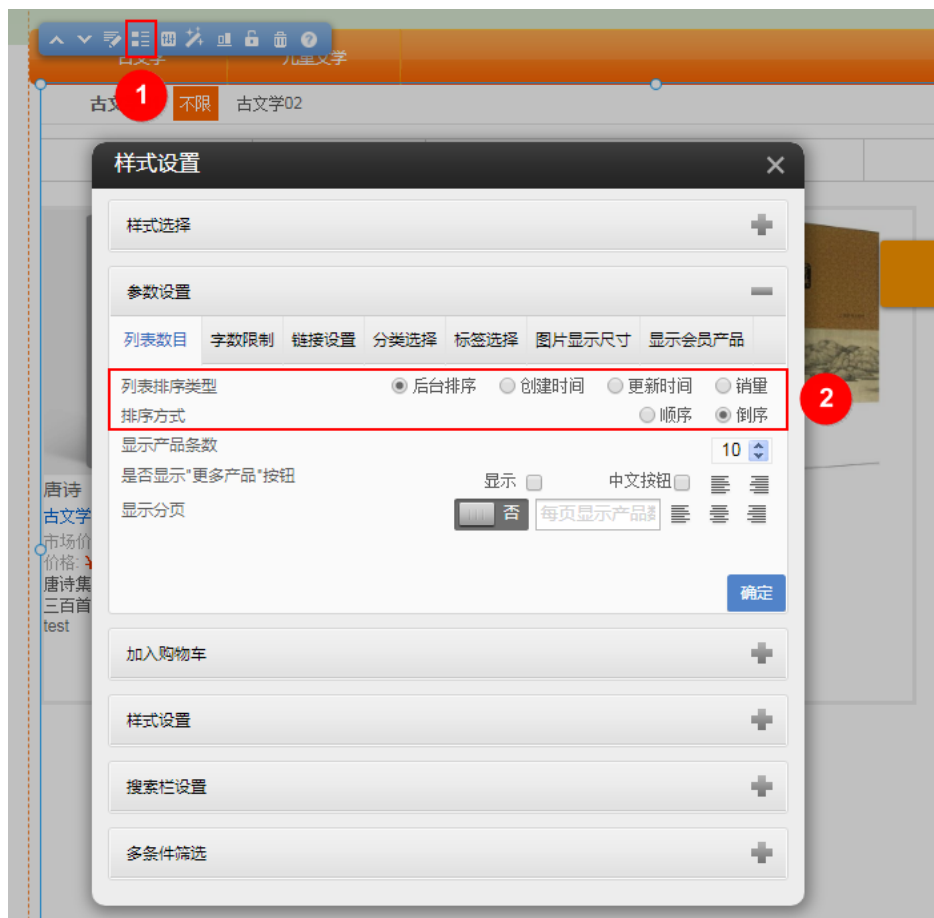 古文学
儿童文学
1
古文
不限
古文学02
样式设置
样式选择
参数设置
列表数目 字数限制 链接设置 分类选择 标签选择 图片显示尺寸 显示会员产品
列表排序类型 后台排序 创建时间 更新时间 销量
2
排序方式 顺序 倒序
显示产品条数 10
是否显示"更多产品"按钮 显示 中文按钮
显示分页 否 每页显示产品数
确定
唐诗
古文学
市场价
价格: ¥
唐诗集
三百首
test
加入购物车
样式设置
搜索栏设置
多条件筛选